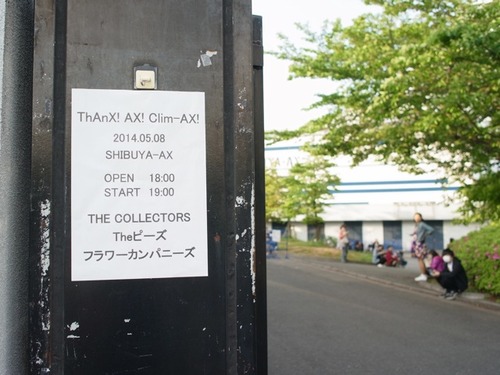 ThAnX! AX! Clim-AX!
2014.05.08
SHIBUYA-AX
OPEN 18:00
START 19:00
THE COLLECTORS
Theピーズ
フラワーカンパニーズ